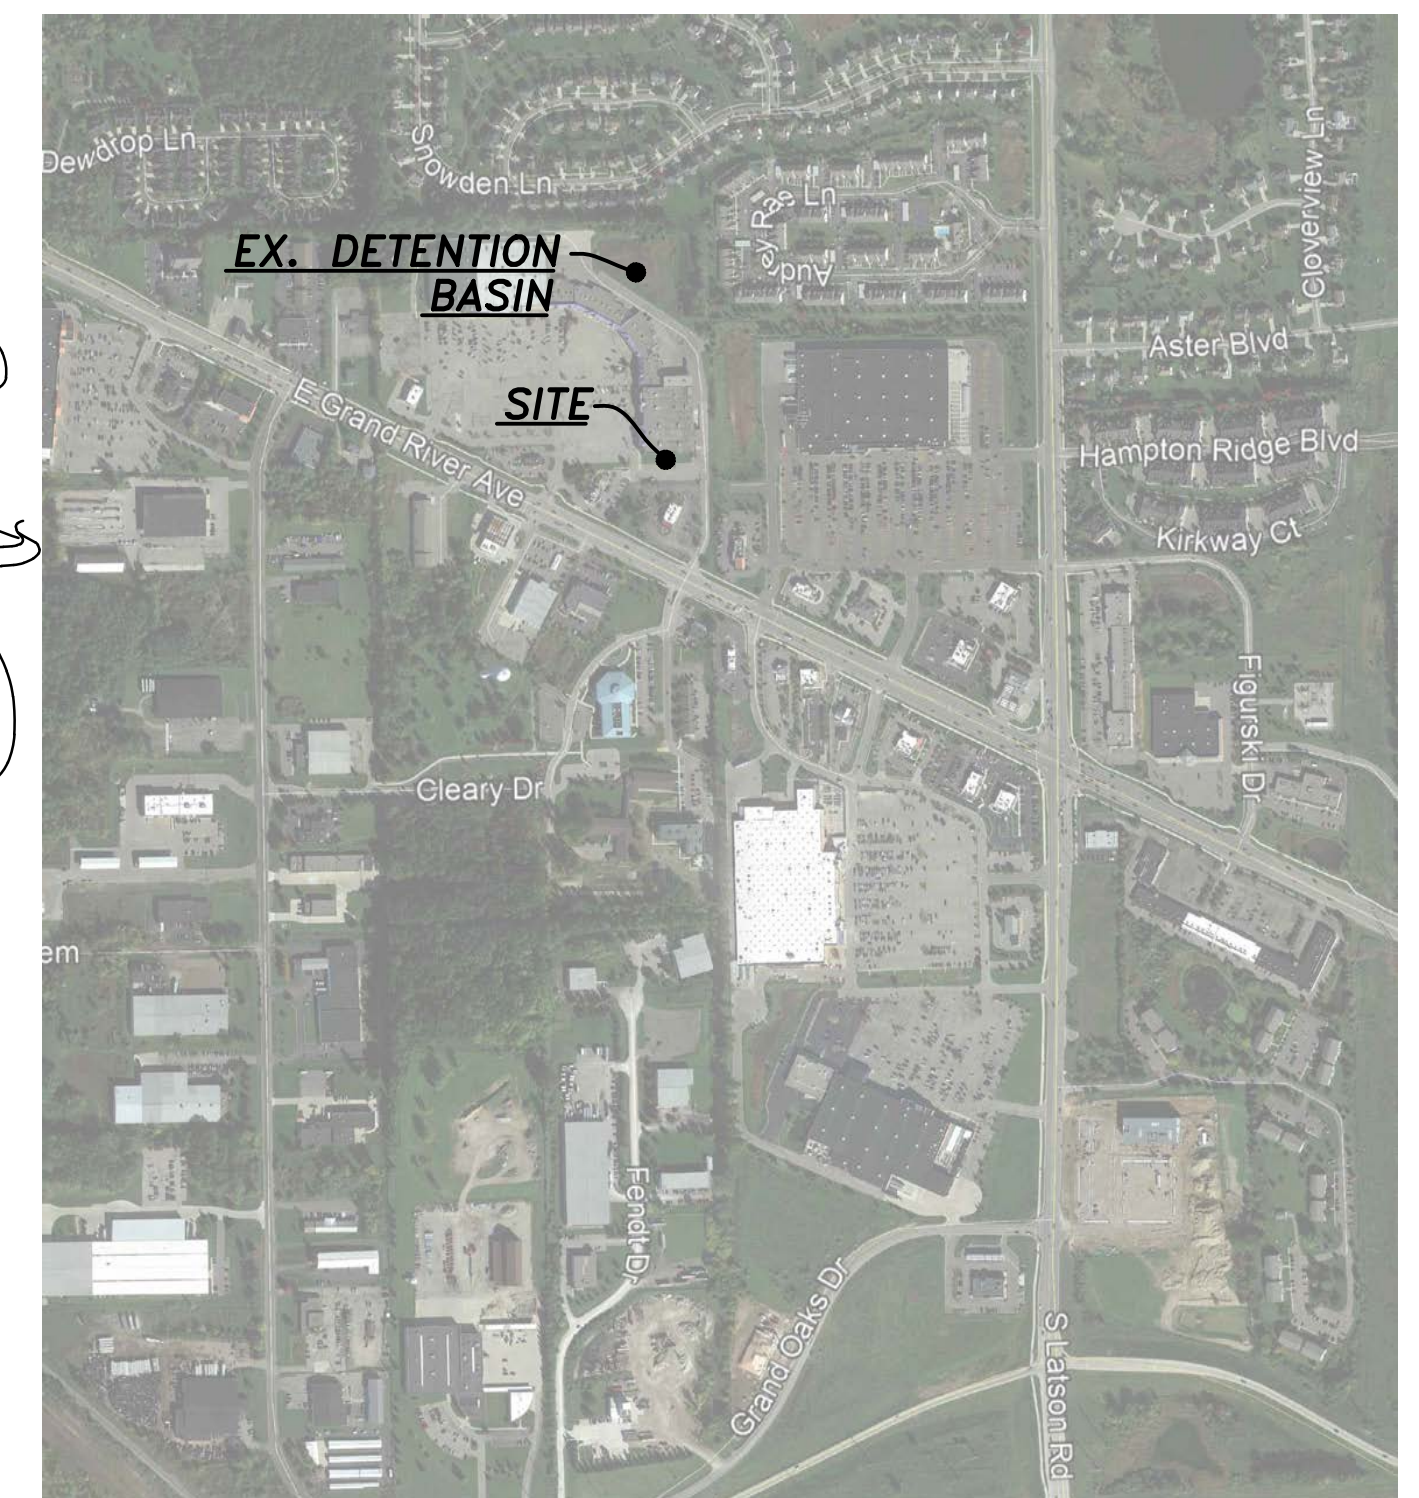 Dewdrop Ln
Snowden Ln
Audrey Rae Ln
Cloverview Ln
EX. DETENTION
BASIN
Aster Blvd
SITE
E Grand River Ave
Hampton Ridge Blvd
Kirkway Ct
Figurski Dr
Cleary Dr
em
Fendt Dr
Grand Oaks Dr
S Latson Rd